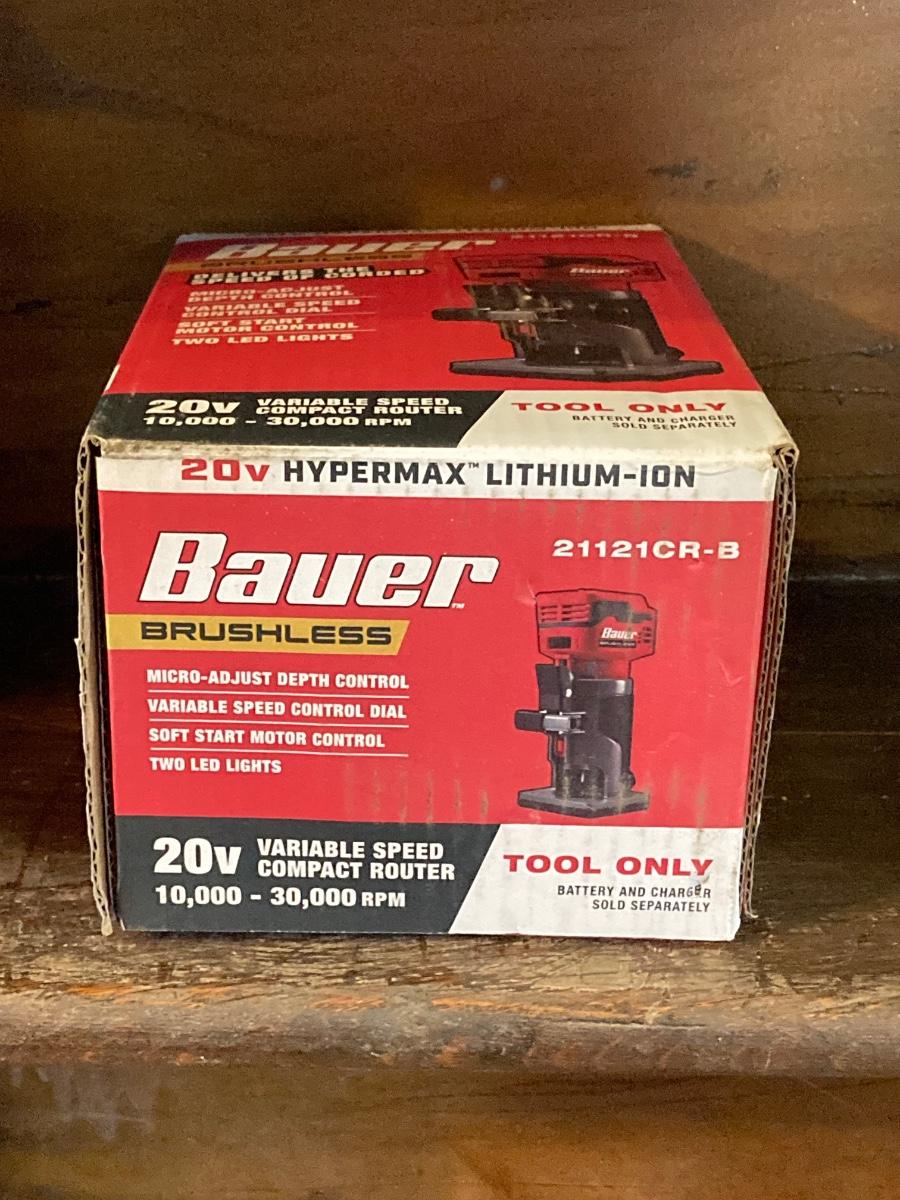 Bauer
BRUSHLESS
DELIVERS THE
SPEED OF CORDED
MICRO-ADJUST
DEPTH CONTROL
VARIABLE SPEED
CONTROL DIAL
SOFT START
MOTOR CONTROL
TWO LED LIGHTS
Bauer
20V VARIABLE SPEED
COMPACT ROUTER
10,000 - 30,000 RPM
TOOL ONLY
BATTERY AND CHARGER
SOLD SEPARATELY
20V HYPERMAX™ LITHIUM-ION
Bauer™
21121CR-B
BRUSHLESS
Bauer
MICRO-ADJUST DEPTH CONTROL
VARIABLE SPEED CONTROL DIAL
SOFT START MOTOR CONTROL
TWO LED LIGHTS
20V VARIABLE SPEED
COMPACT ROUTER
10,000 - 30,000 RPM
TOOL ONLY
BATTERY AND CHARGER
SOLD SEPARATELY